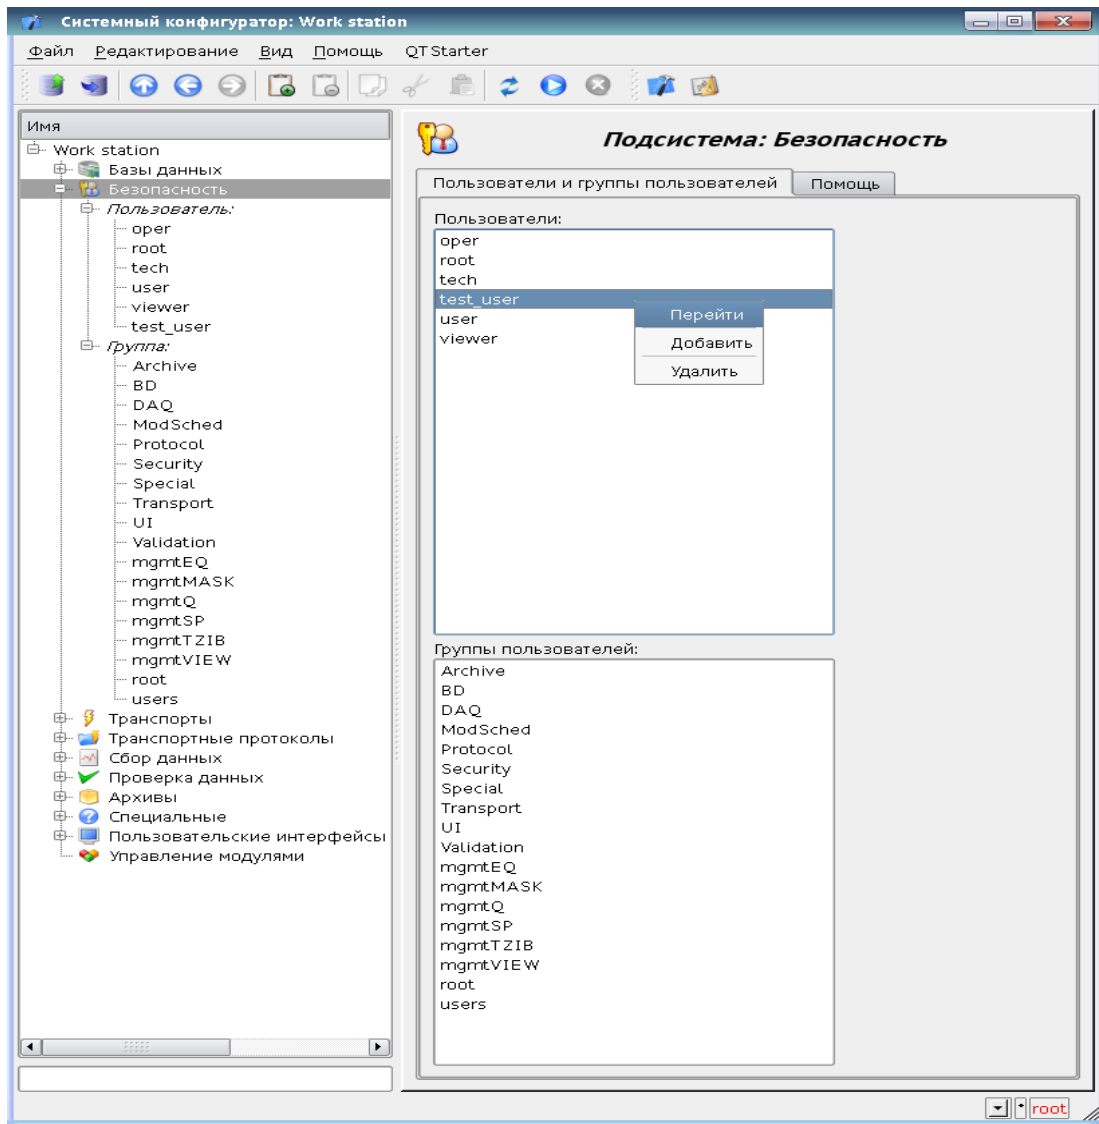 Системный конфигуратор: Work station
Файл Редактирование Вид Помощь QTStarter
Имя
Work station
Базы данных
Безопасность
Пользователь:
oper
root
tech
user
viewer
test_user
Группа:
Archive
BD
DAQ
ModSched
Protocol
Security
Special
Transport
UI
Validation
mgmtEQ
mgmtMASK
mgmtQ
mgmtSP
mgmtTZIB
mgmtVIEW
root
users
Транспорты
Транспортные протоколы
Сбор данных
Проверка данных
Архивы
Специальные
Пользовательские интерфейсы
Управление модулями
Подсистема: Безопасность
Пользователи и группы пользователей Помощь
Пользователи:
oper
root
tech
test_user
user
viewer
Перейти
Добавить
Удалить
Группы пользователей:
Archive
BD
DAQ
ModSched
Protocol
Security
Special
Transport
UI
Validation
mgmtEQ
mgmtMASK
mgmtQ
mgmtSP
mgmtTZIB
mgmtVIEW
root
users
* root